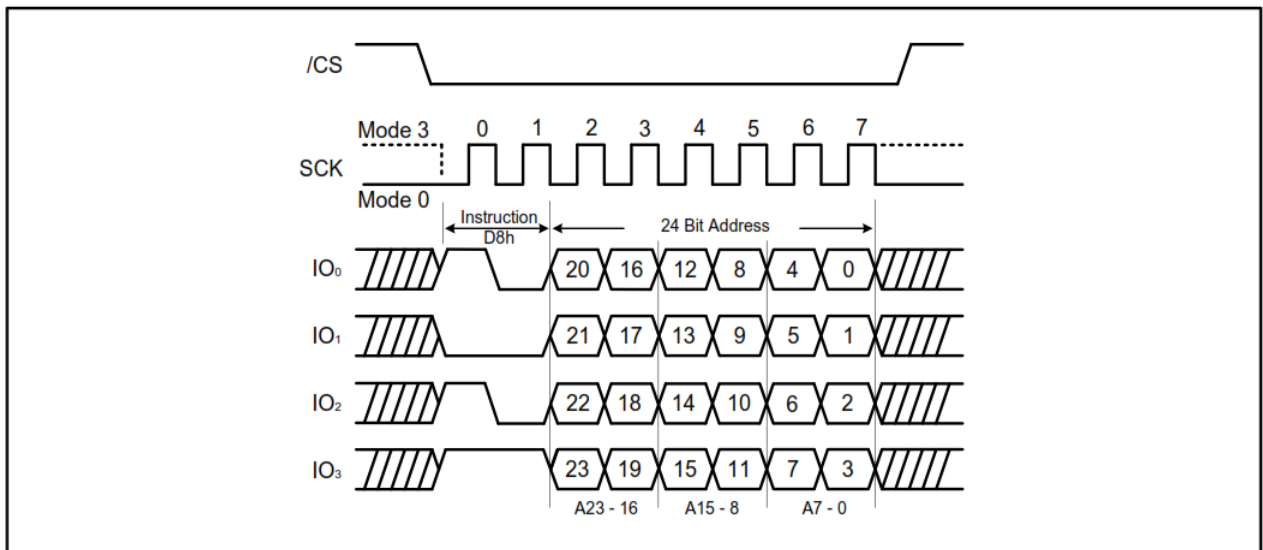 /CS
Mode 3 0 1 2 3 4 5 6 7
SCK
Mode 0
Instruction 24 Bit Address
D8h
IO₀ 20 16 12 8 4 0
IO₁ 21 17 13 9 5 1
IO₂ 22 18 14 10 6 2
IO₃ 23 19 15 11 7 3
A23 - 16 A15 - 8 A7 - 0